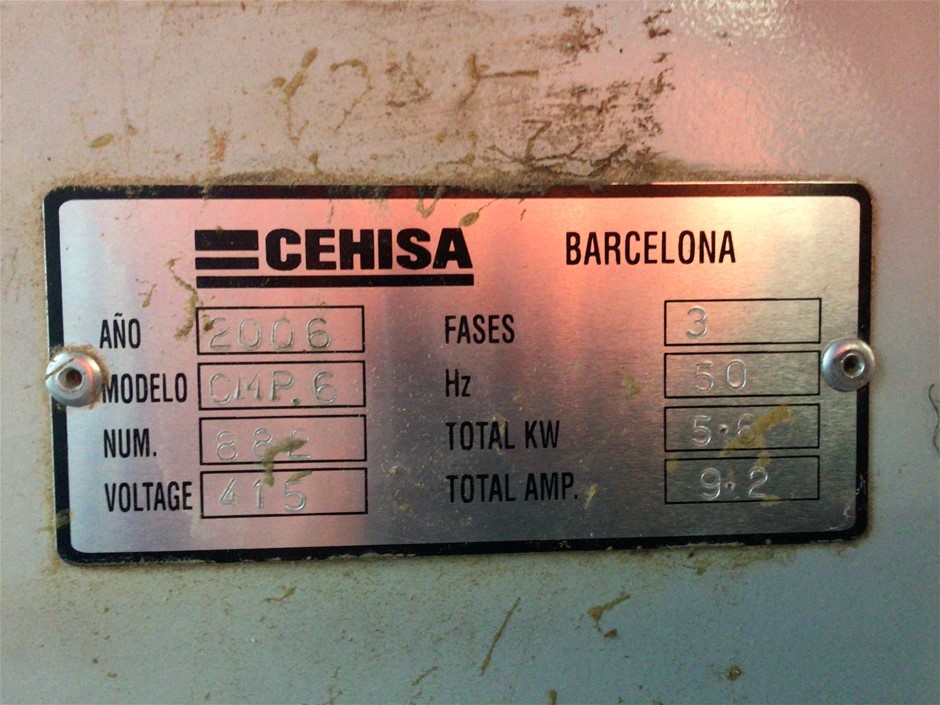 CEHISA BARCELONA
AÑO 2006 FASES 3
MODELO CMP.6 Hz 50
NUM. 882 TOTAL KW 5.6
VOLTAGE 415 TOTAL AMP. 9.2